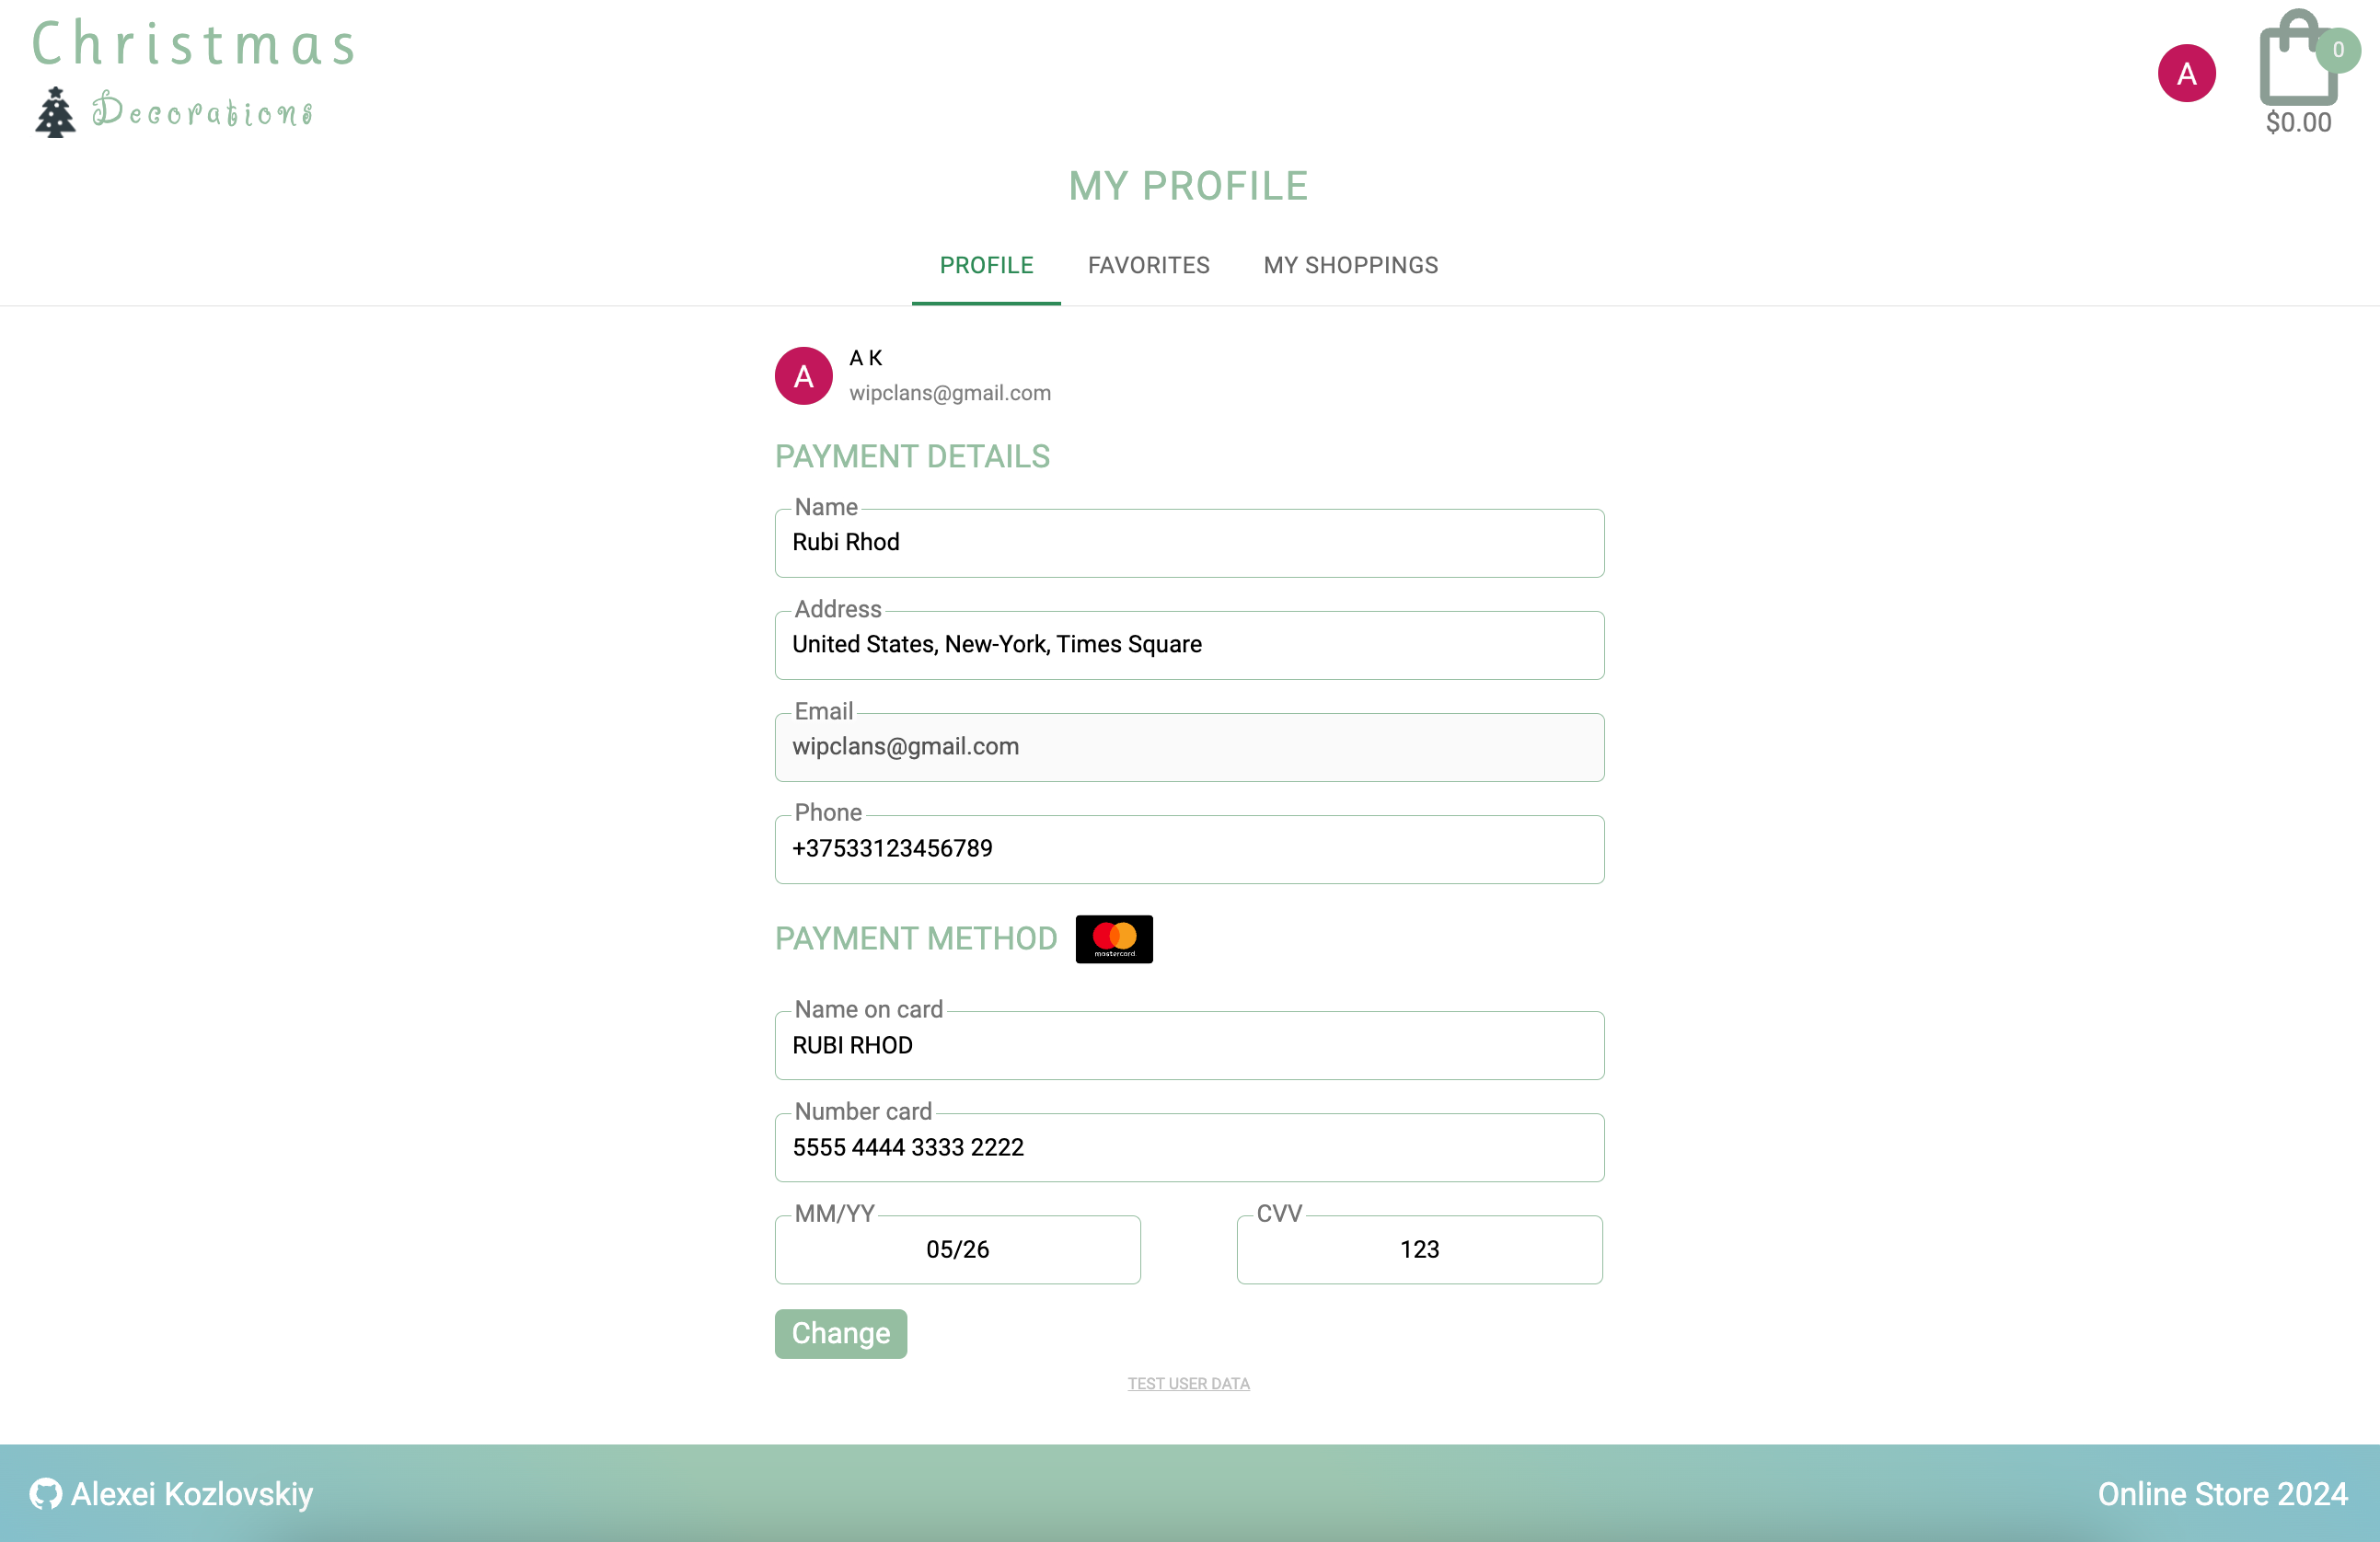 Christmas
Decorations
A
0
$0.00
MY PROFILE
PROFILE FAVORITES MY SHOPPINGS
A
A K
wipclans@gmail.com
PAYMENT DETAILS
Name
Rubi Rhod
Address
United States, New-York, Times Square
Email
wipclans@gmail.com
Phone
+37533123456789
PAYMENT METHOD
mastercard.
Name on card
RUBI RHOD
Number card
5555 4444 3333 2222
MM/YY CVV
05/26 123
Change
TEST USER DATA
Alexei Kozlovskiy Online Store 2024